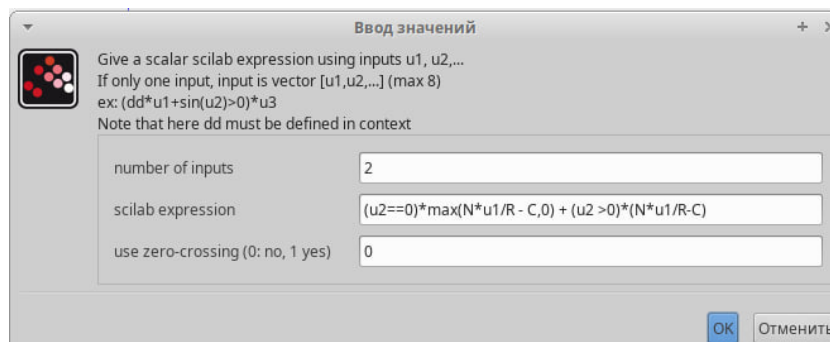 Ввод значений
Give a scalar scilab expression using inputs u1, u2,...
If only one input, input is vector [u1,u2,...] (max 8)
ex: (dd*u1+sin(u2)>0)*u3
Note that here dd must be defined in context
number of inputs 2
scilab expression (u2==0)*max(N*u1/R - C,0) + (u2 >0)*(N*u1/R-C)
use zero-crossing (0: no, 1 yes) 0
OK Отменить